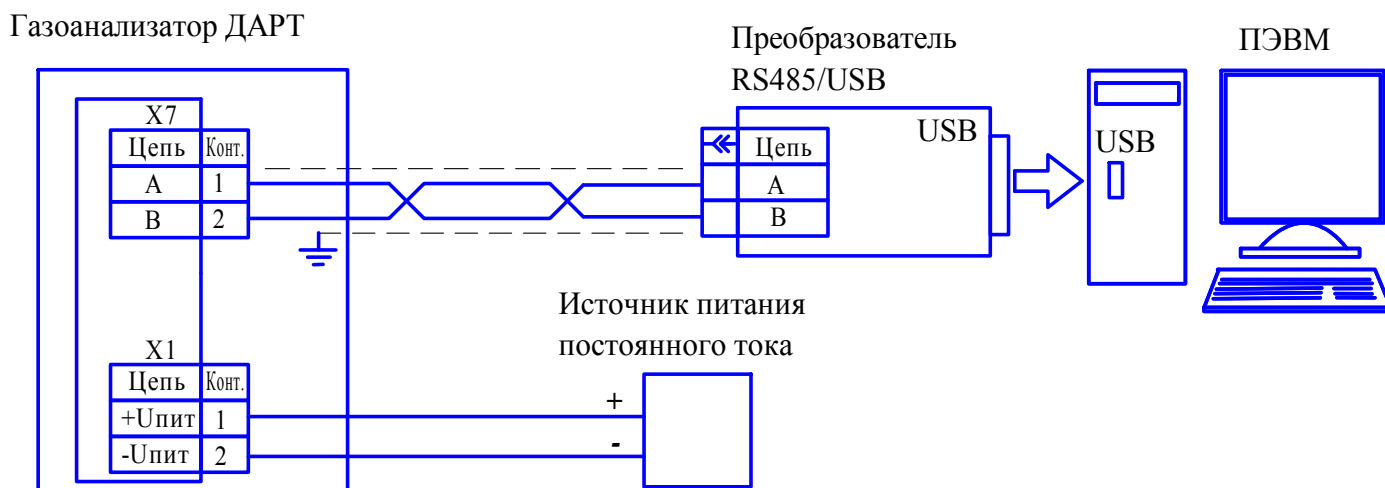 Газоанализатор ДАРТ
Преобразователь
RS485/USB
ПЭВМ
X7
Цепь Конт.
A 1
B 2
Цепь
A
B
USB
USB
Источник питания
постоянного тока
X1
Цепь Конт.
+Uпит 1
-Uпит 2
+
-